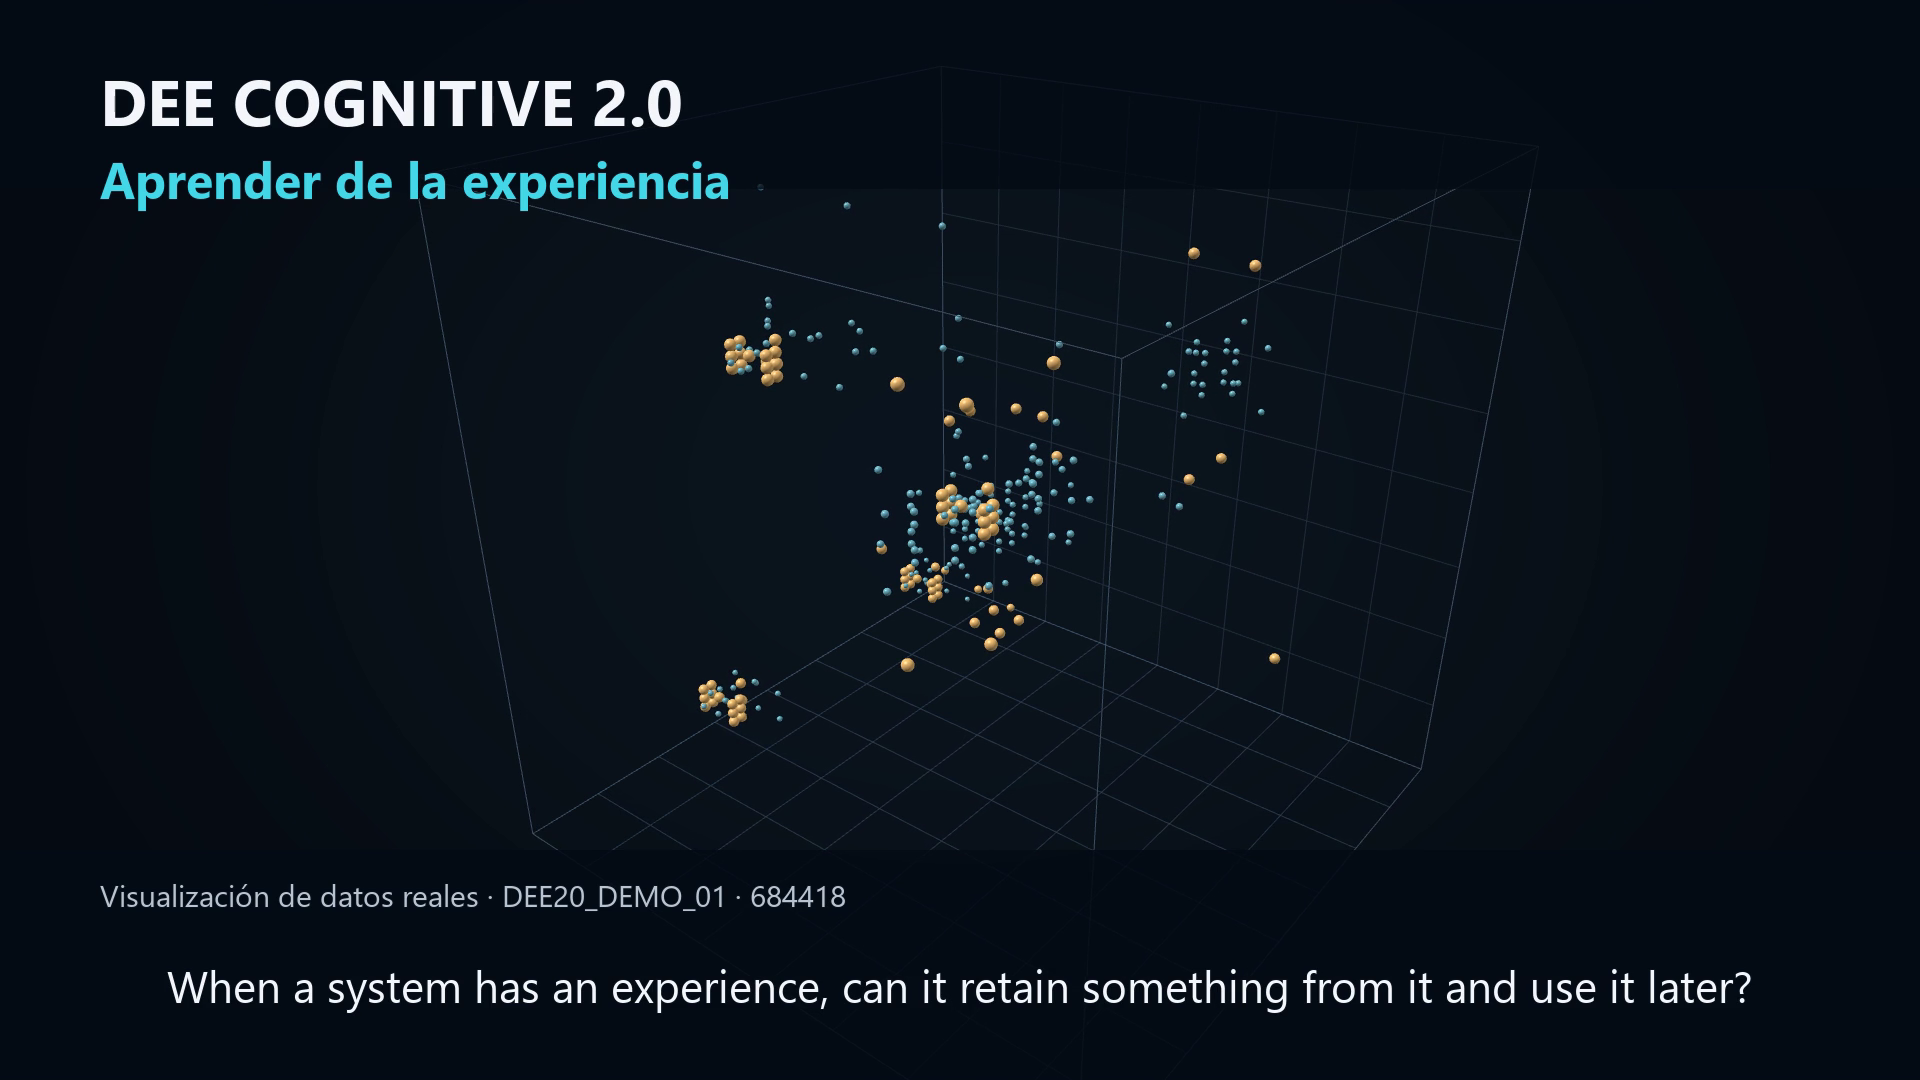 DEE COGNITIVE 2.0
Aprender de la experiencia
Visualización de datos reales · DEE20_DEMO_01 · 684418
When a system has an experience, can it retain something from it and use it later?